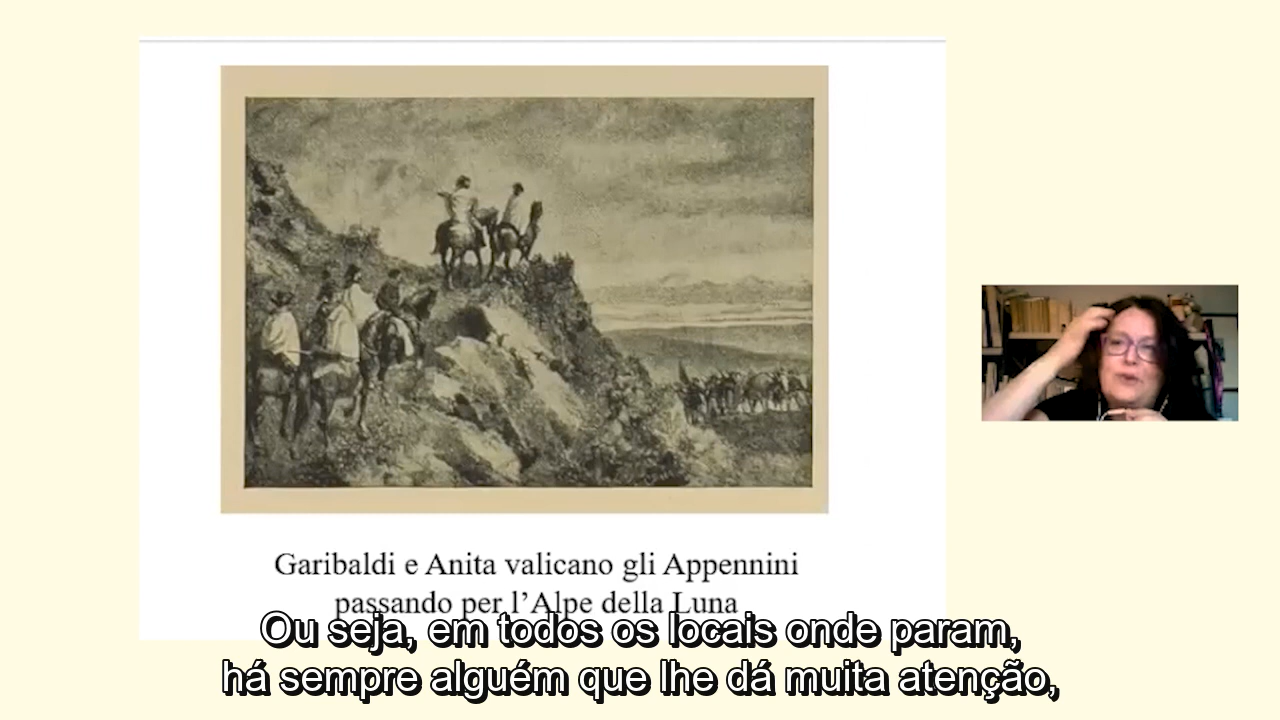 Garibaldi e Anita valicano gli Appennini
passando per l’Alpe della Luna
Ou seja, em todos os locais onde param,
há sempre alguém que lhe dá muita atenção,